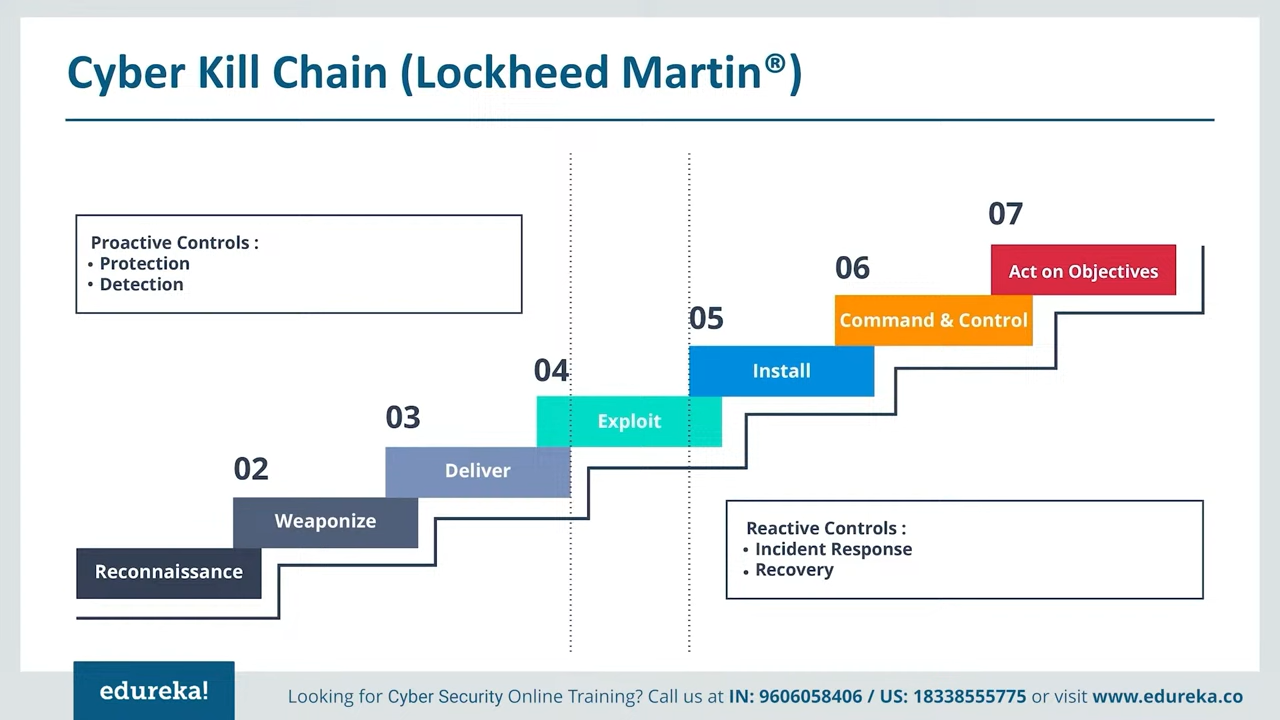 Cyber Kill Chain (Lockheed Martin®)
Proactive Controls :
• Protection
• Detection
07
Act on Objectives
06
Command & Control
05
Install
04
Exploit
03
Deliver
02
Weaponize
Reconnaissance
Reactive Controls :
• Incident Response
• Recovery
edureka!
Looking for Cyber Security Online Training? Call us at IN: 9606058406 / US: 18338555775 or visit www.edureka.co